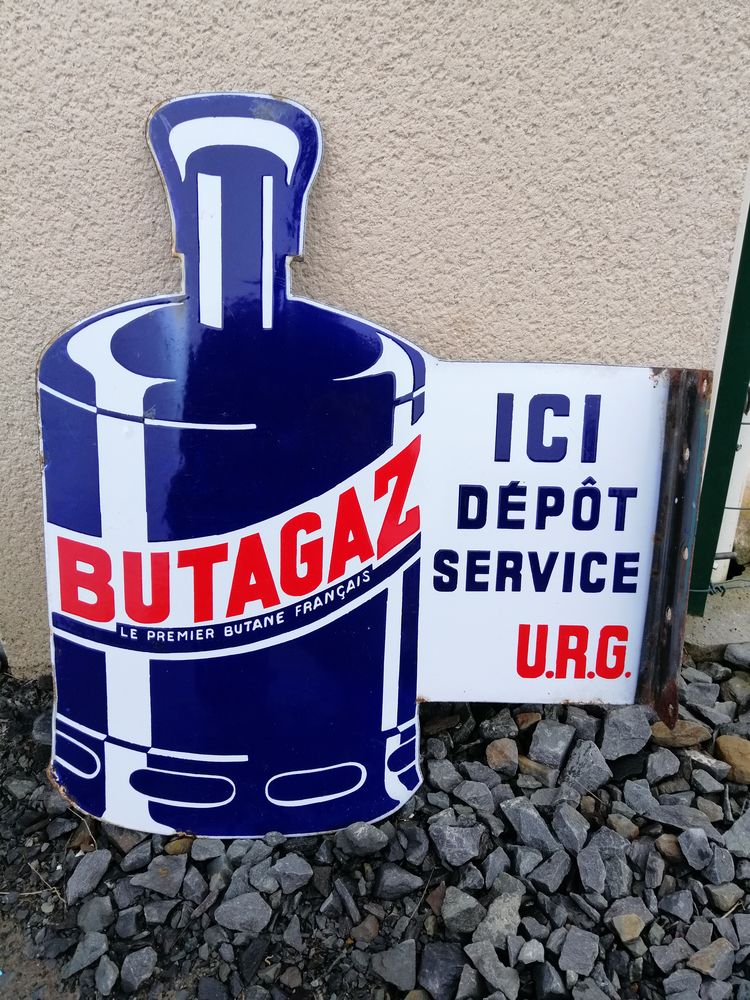 BUTAGAZ
LE PREMIER BUTANE FRANÇAIS
ICI
DÉPÔT
SERVICE
U.R.G.